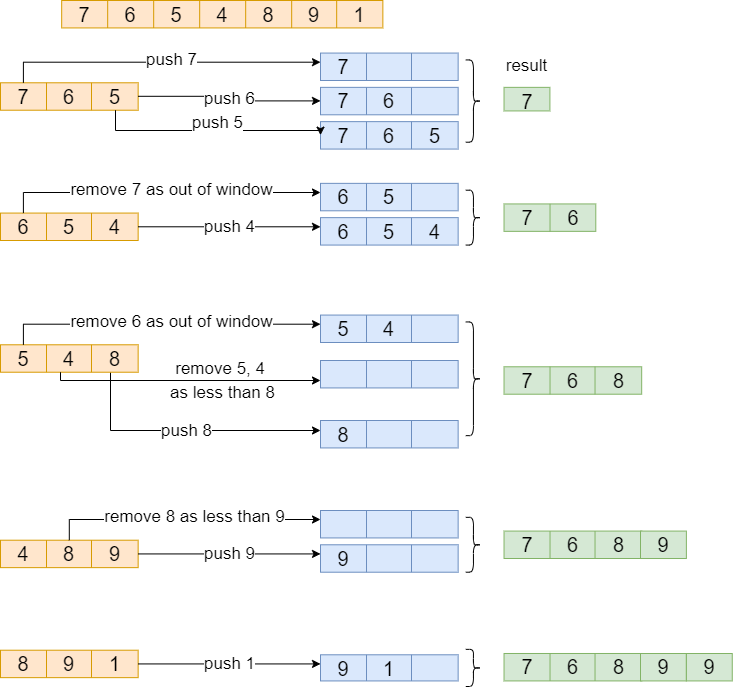 7 6 5 4 8 9 1
push 7
7
result
7 6 5
push 6
7 6
7
push 5
7 6 5
remove 7 as out of window
6 5
7 6
6 5 4
push 4
6 5 4
remove 6 as out of window
5 4
5 4 8
remove 5, 4
as less than 8
7 6 8
push 8
8
remove 8 as less than 9
7 6 8 9
4 8 9
push 9
9
8 9 1
push 1
9 1
7 6 8 9 9